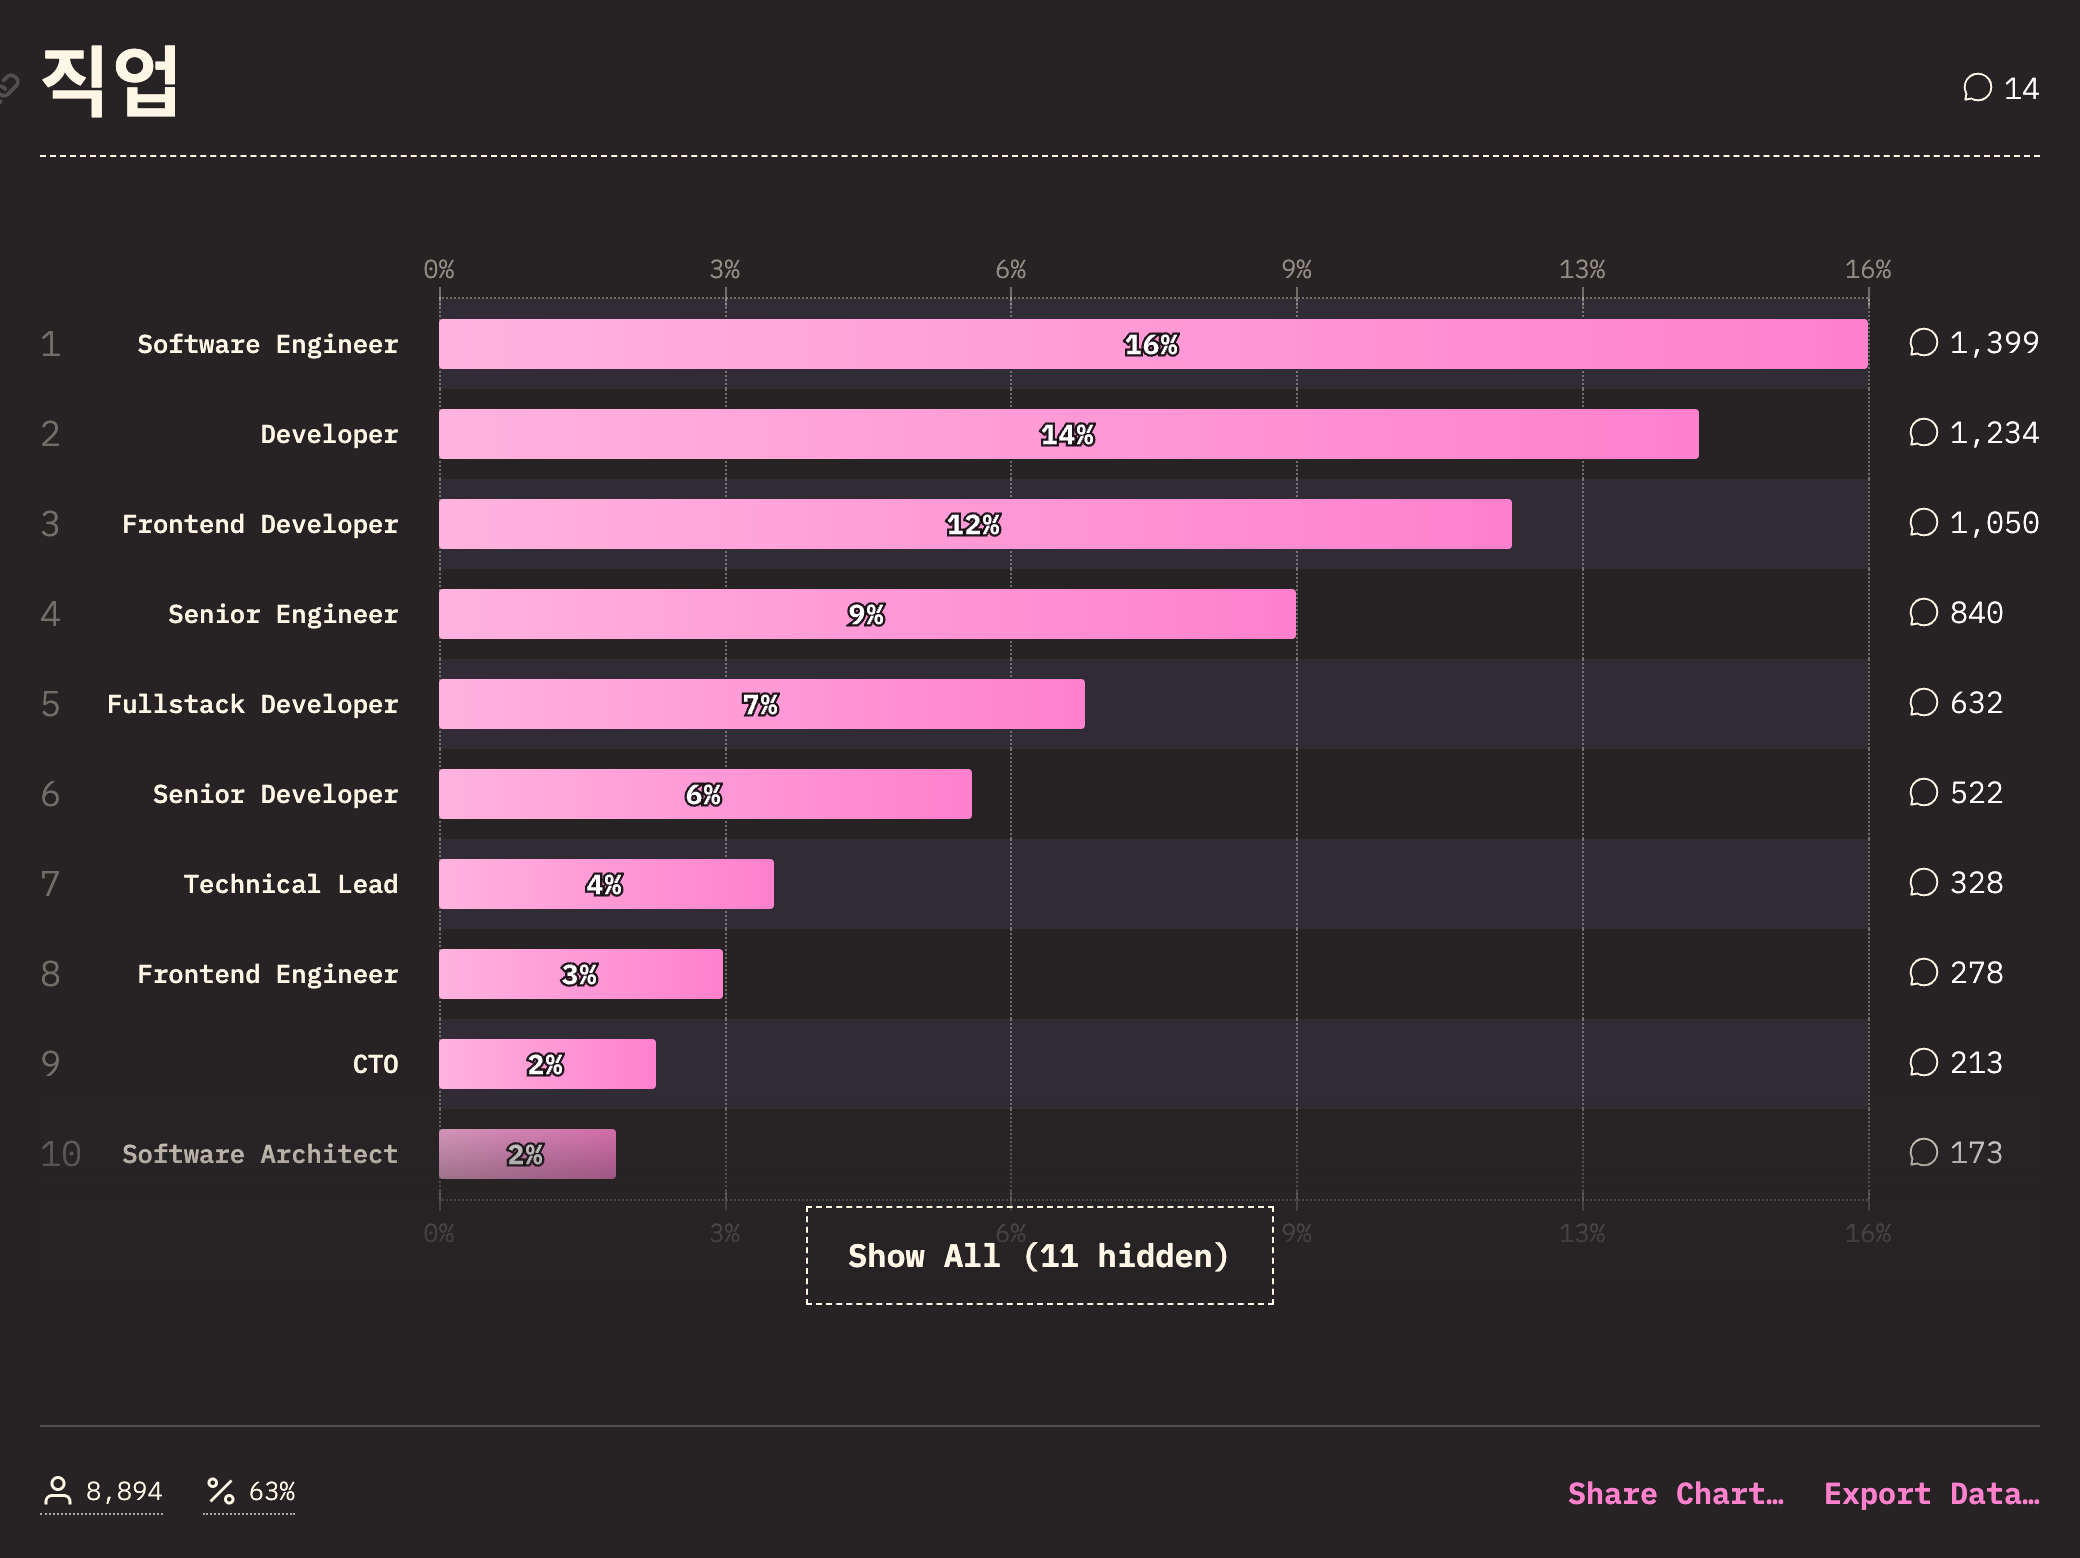 직업
14
0% 3% 6% 9% 13% 16%
1 Software Engineer 16% 1,399
2 Developer 14% 1,234
3 Frontend Developer 12% 1,050
4 Senior Engineer 9% 840
5 Fullstack Developer 7% 632
6 Senior Developer 6% 522
7 Technical Lead 4% 328
8 Frontend Engineer 3% 278
9 CTO 2% 213
10 Software Architect 2% 173
0% 3% 6% 9% 13% 16%
Show All (11 hidden)
8,894 63% Share Chart… Export Data…